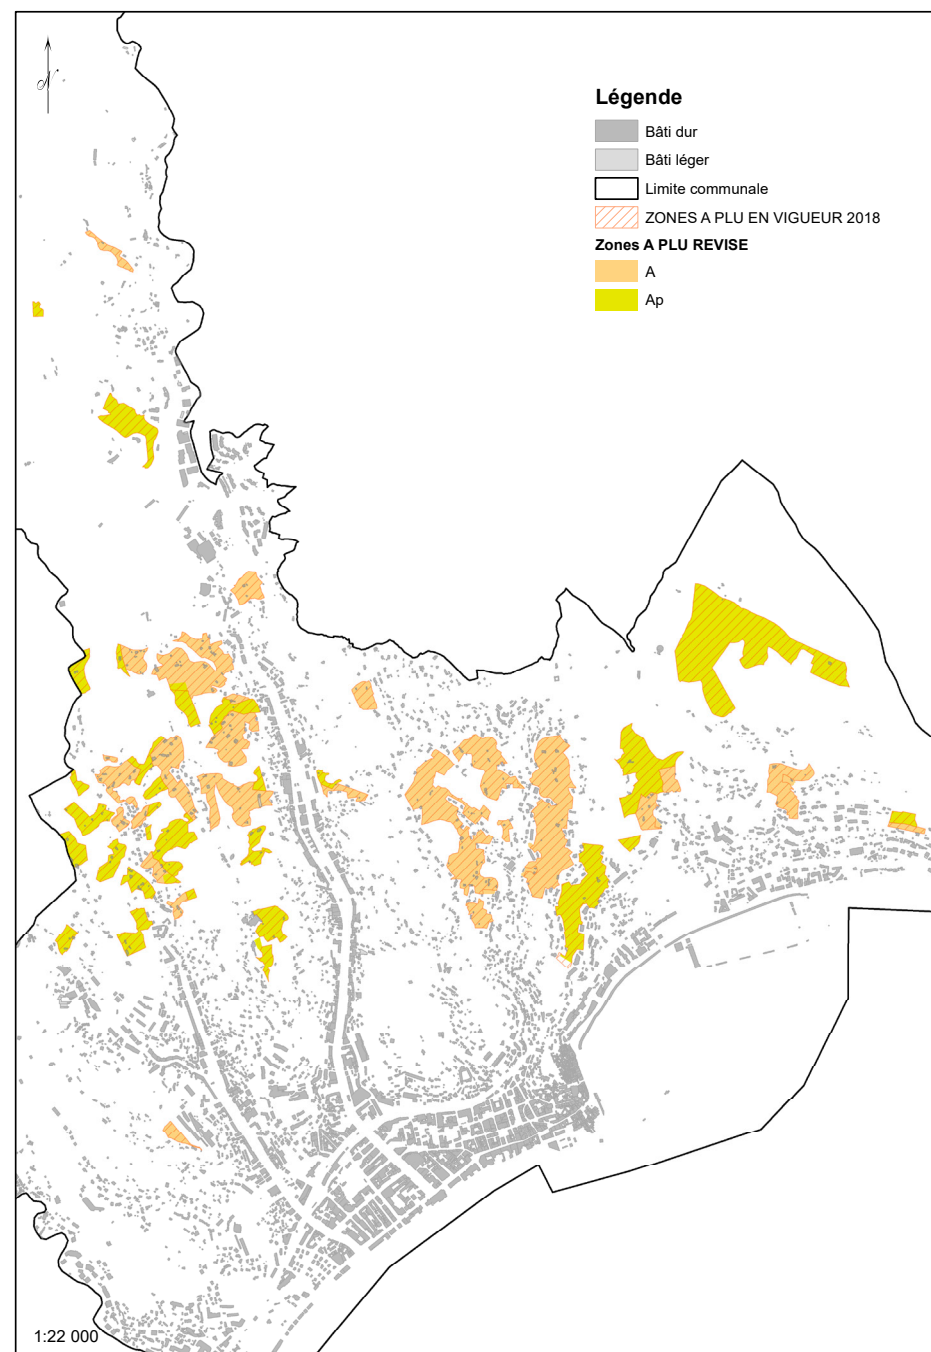 N
Légende
Bâti dur
Bâti léger
Limite communale
ZONES A PLU EN VIGUEUR 2018
Zones A PLU REVISE
A
Ap
1:22 000